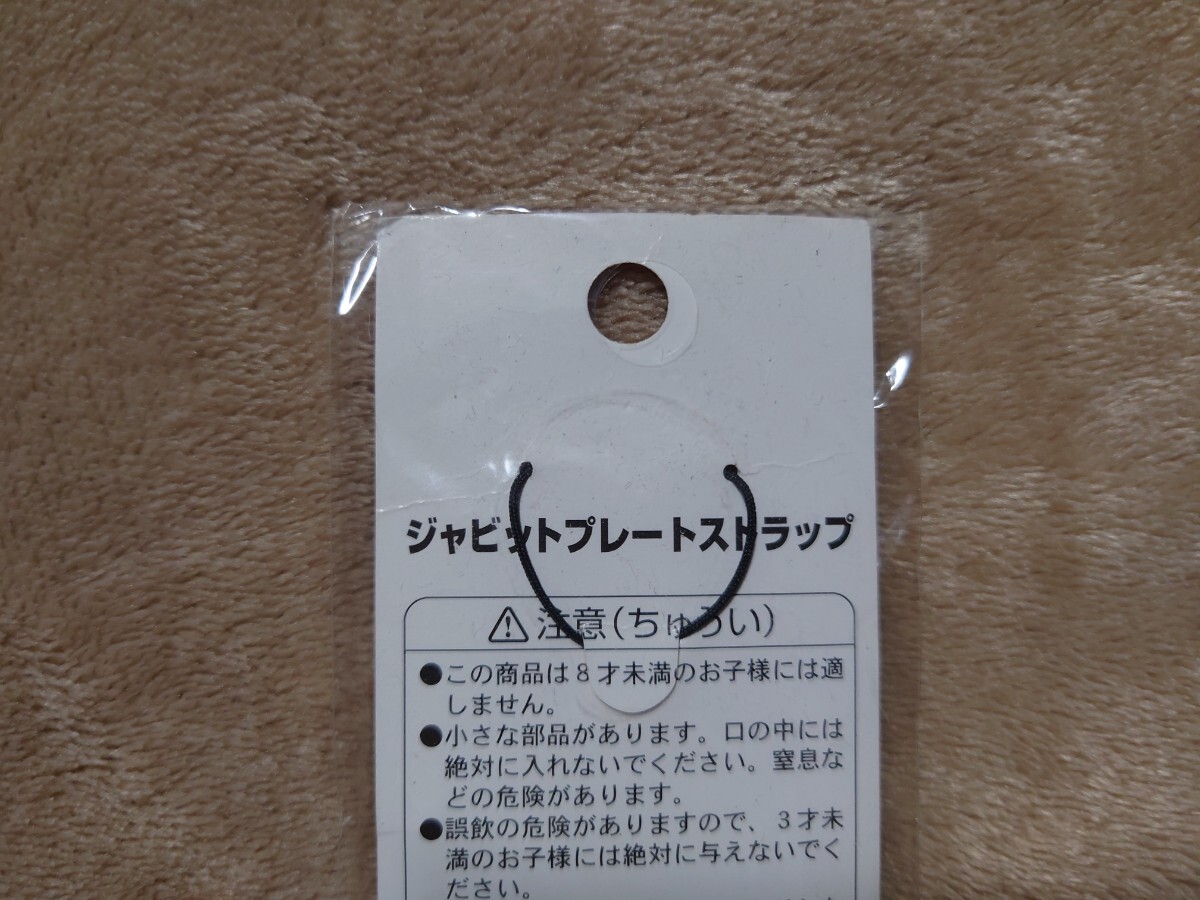 ジャビットプレートストラップ
⚠ 注意(ちゅうい)
●この商品は8才未満のお子様には適
しません。
●小さな部品があります。口の中には
絶対に入れないでください。窒息な
どの危険があります。
●誤飲の危険がありますので、3才未
満のお子様には絶対に与えないでく
ださい。